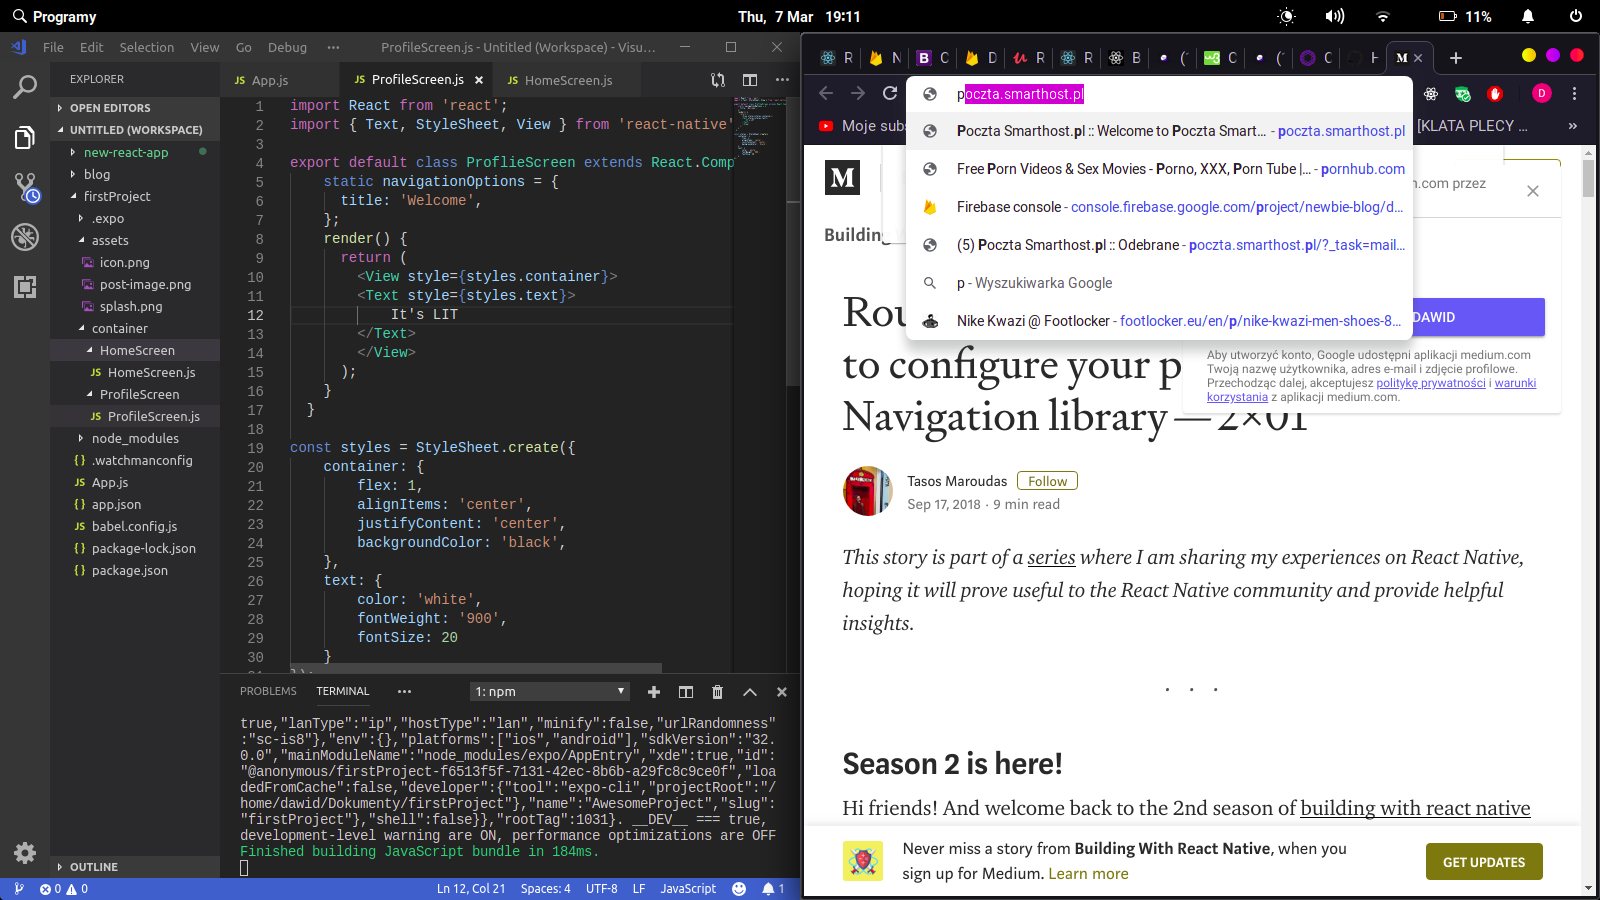 Programy
Thu, 7 Mar 19:11
11%
File Edit Selection View Go Debug ··· ProfileScreen.js - Untitled (Workspace) - Visu...
EXPLORER
OPEN EDITORS
UNTITLED (WORKSPACE)
new-react-app
blog
firstProject
.expo
assets
icon.png
post-image.png
splash.png
container
HomeScreen
JS HomeScreen.js
ProfileScreen
JS ProfileScreen.js
node_modules
{} .watchmanconfig
JS App.js
{} app.json
JS babel.config.js
{} package-lock.json
{} package.json
OUTLINE
JS App.js
JS ProfileScreen.js
JS HomeScreen.js
1 import React from 'react';
2 import { Text, StyleSheet, View } from 'react-native'
3
4 export default class ProflieScreen extends React.Comp
5 static navigationOptions = {
6 title: 'Welcome',
7 };
8 render() {
9 return (
10 <View style={styles.container}>
11 <Text style={styles.text}>
12 It's LIT
13 </Text>
14 </View>
15 );
16 }
17 }
18
19 const styles = StyleSheet.create({
20 container: {
21 flex: 1,
22 alignItems: 'center',
23 justifyContent: 'center',
24 backgroundColor: 'black',
25 },
26 text: {
27 color: 'white',
28 fontWeight: '900',
29 fontSize: 20
30 }
PROBLEMS TERMINAL ··· 1: npm
true,"lanType":"ip","hostType":"lan","minify":false,"urlRandomness"
:"sc-is8"},"env":{},"platforms":["ios","android"],"sdkVersion":"32.
0.0","mainModuleName":"node_modules/expo/AppEntry","xde":true,"id":
"@anonymous/firstProject-f6513f5f-7131-42ec-8b6b-a29fc8c9ce0f","loa
dedFromCache":false,"developer":{"tool":"expo-cli","projectRoot":"/
home/dawid/Dokumenty/firstProject"},"name":"AwesomeProject","slug":
"firstProject"},"shell":false}},"rootTag":1031}. __DEV__ === true,
development-level warning are ON, performance optimizations are OFF
Finished building JavaScript bundle in 184ms.
0 0
Ln 12, Col 21 Spaces: 4 UTF-8 LF JavaScript 1
R N B C D R R B ( C ( C H M
poczta.smarthost.pl
D
Poczta Smarthost.pl :: Welcome to Poczta Smart... - poczta.smarthost.pl
Free Porn Videos & Sex Movies - Porno, XXX, Porn Tube |... - pornhub.com
Firebase console - console.firebase.google.com/project/newbie-blog/d...
(5) Poczta Smarthost.pl :: Odebrane - poczta.smarthost.pl/?_task=mail...
p - Wyszukiwarka Google
Nike Kwazi @ Footlocker - footlocker.eu/en/p/nike-kwazi-men-shoes-8...
Moje sub
[KLATA PLECY ... »
M
m.com przez
Building
DAWID
Aby utworzyć konto, Google udostępni aplikacji medium.com
Twoją nazwę użytkownika, adres e-mail i zdjęcie profilowe.
Przechodząc dalej, akceptujesz politykę prywatności i warunki
korzystania z aplikacji medium.com.
Rou
to configure your p
Navigation library — 2×01
Tasos Maroudas Follow
Sep 17, 2018 · 9 min read
This story is part of a series where I am sharing my experiences on React Native,
hoping it will prove useful to the React Native community and provide helpful
insights.
. . .
Season 2 is here!
Hi friends! And welcome back to the 2nd season of building with react native
Never miss a story from Building With React Native, when you
sign up for Medium. Learn more
GET UPDATES